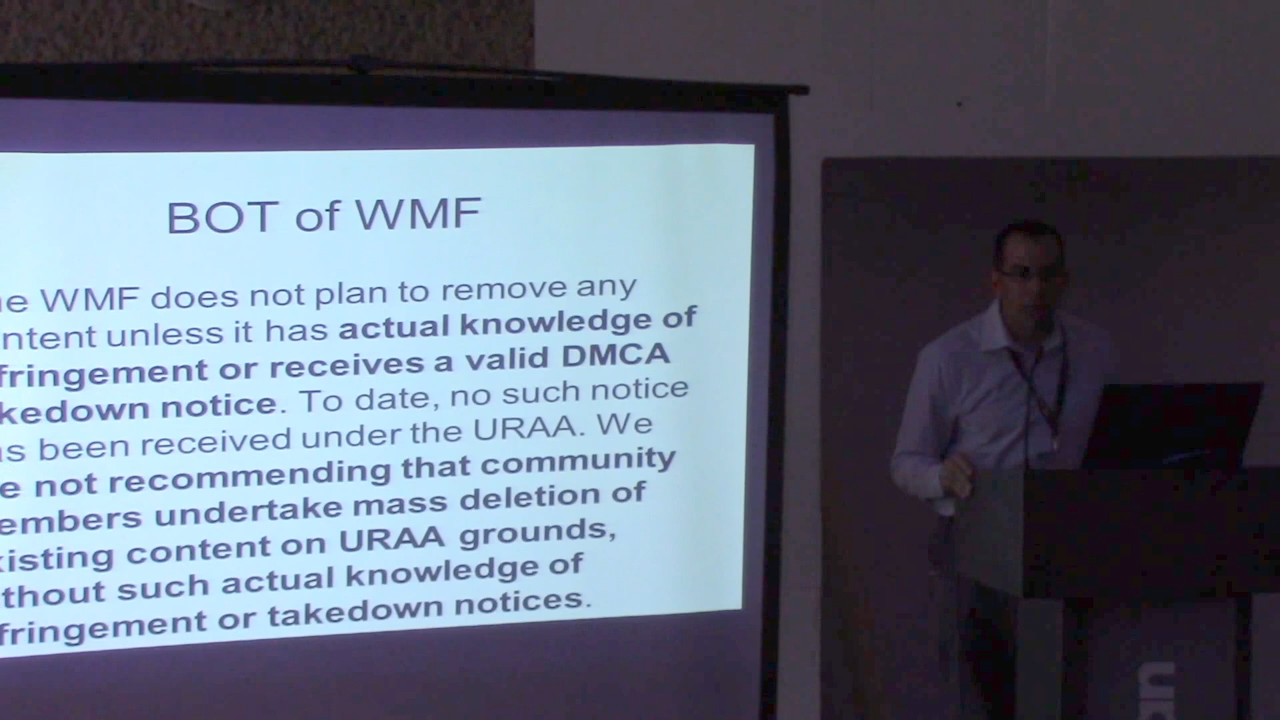 BOT of WMF
e WMF does not plan to remove any
ntent unless it has actual knowledge of
fringement or receives a valid DMCA
kedown notice. To date, no such notice
s been received under the URAA. We
e not recommending that community
embers undertake mass deletion of
isting content on URAA grounds,
thout such actual knowledge of
fringement or takedown notices.